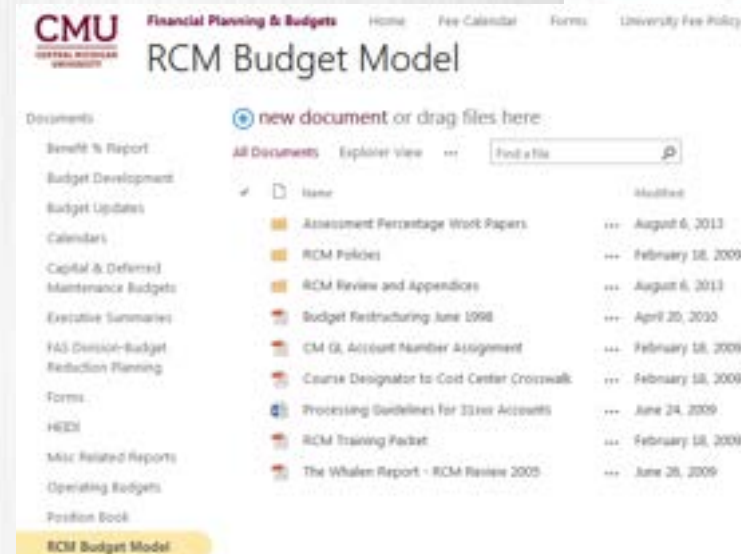 CMU
CENTRAL MICHIGAN
UNIVERSITY
Financial Planning & Budgets Home Fee Calendar Forms University Fee Policy
RCM Budget Model
Documents
Benefit % Report
Budget Development
Budget Updates
Calendars
Capital & Deferred
Maintenance Budgets
Executive Summaries
FAS Division-Budget
Reduction Planning
Forms
HEIDI
Misc Related Reports
Operating Budgets
Position Book
RCM Budget Model
new document or drag files here
All Documents Explorer View ... Find a file
Name Modified
Assessment Percentage Work Papers ... August 6, 2013
RCM Policies ... February 18, 2009
RCM Review and Appendices ... August 6, 2013
Budget Restructuring June 1998 ... April 20, 2010
CM GL Account Number Assignment ... February 18, 2009
Course Designator to Cost Center Crosswalk ... February 18, 2009
Processing Guidelines for 31xxx Accounts ... June 24, 2009
RCM Training Packet ... February 18, 2009
The Whalen Report - RCM Review 2005 ... June 26, 2009